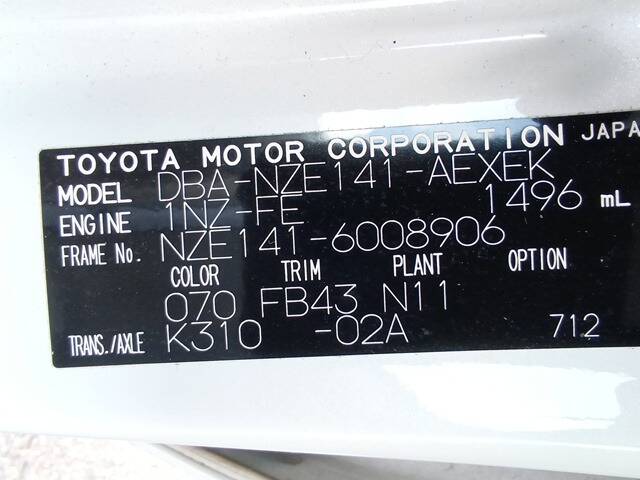 TOYOTA MOTOR CORPORATION JAPA
MODEL DBA-NZE141-AEXEK
ENGINE 1NZ-FE 1496 mL
FRAME No. NZE141-6008906
COLOR TRIM PLANT OPTION
070 FB43 N11
TRANS./AXLE K310 -02A 712